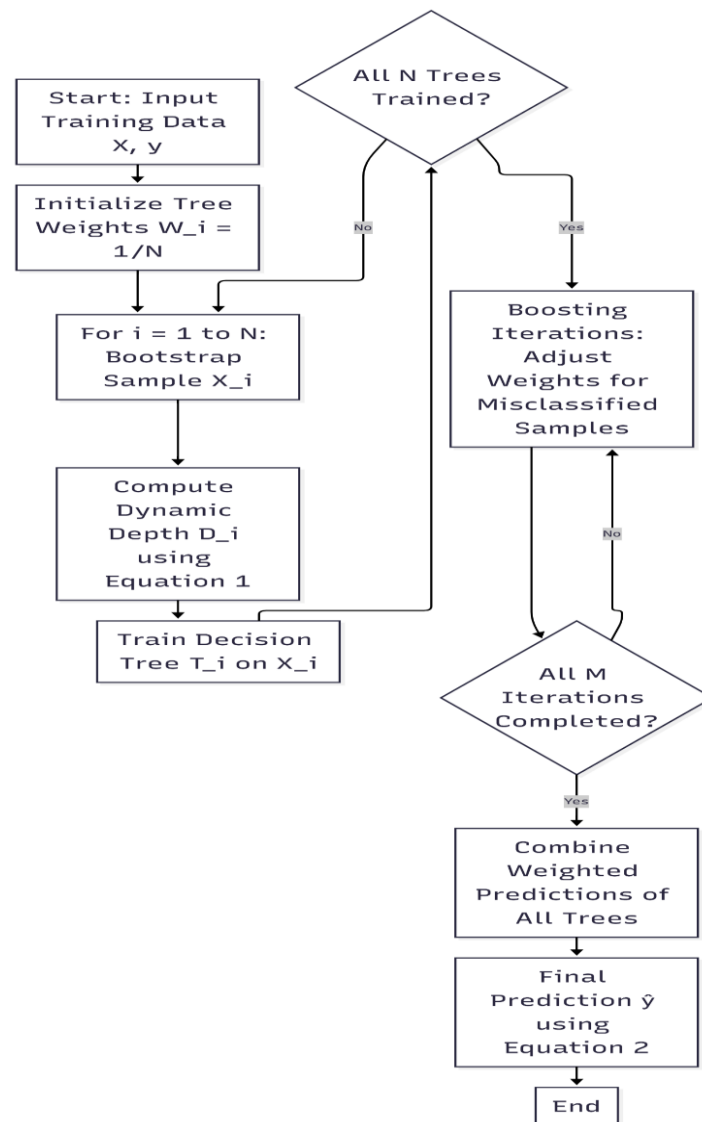 Start: Input
Training Data
X, y
Initialize Tree
Weights W_i =
1/N
For i = 1 to N:
Bootstrap
Sample X_i
Compute
Dynamic
Depth D_i
using
Equation 1
Train Decision
Tree T_i on X_i
All N Trees
Trained?
No
Yes
Boosting
Iterations:
Adjust
Weights for
Misclassified
Samples
No
All M
Iterations
Completed?
Yes
Combine
Weighted
Predictions of
All Trees
Final
Prediction ŷ
using
Equation 2
End